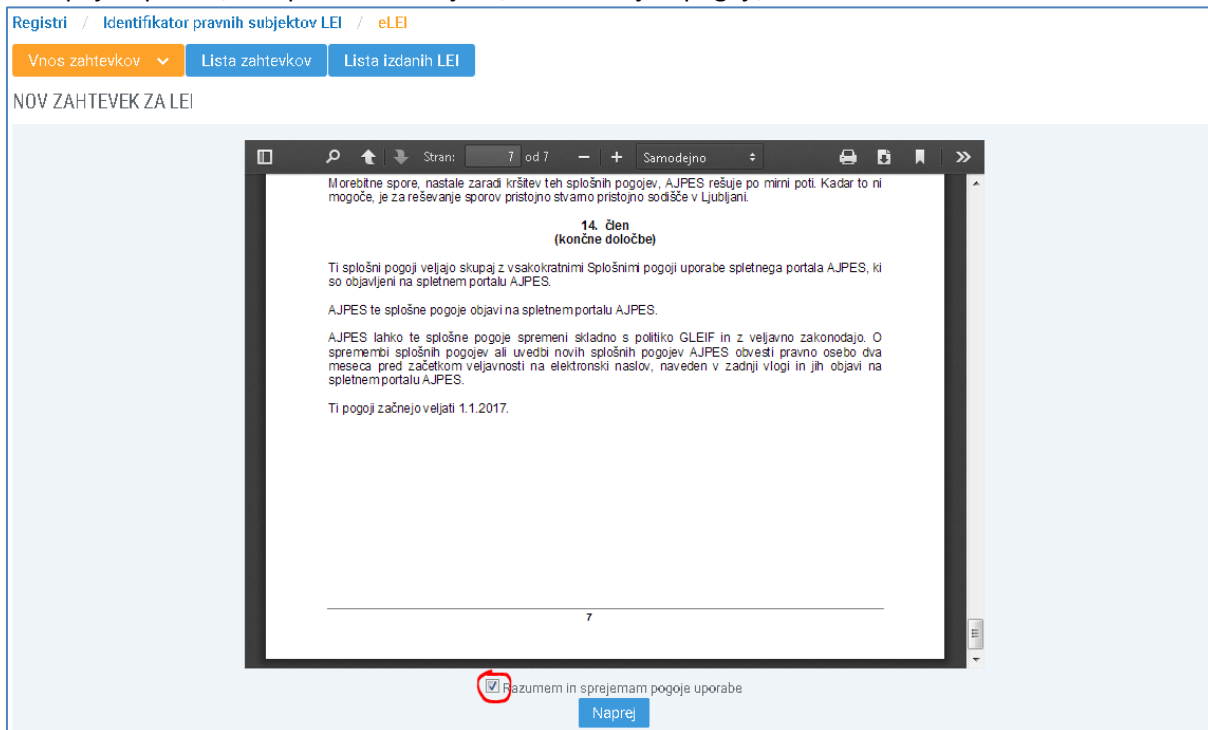 Registri / Identifikator pravnih subjektov LEI / eLEI
Vnos zahtevkov Lista zahtevkov Lista izdanih LEI
NOV ZAHTEVEK ZA LEI
Stran: 7 od 7 Samodejno
Morebitne spore, nastale zaradi kršitev teh splošnih pogojev, AJPES rešuje po mirni poti. Kadar to ni
mogoče, je za reševanje sporov pristojno stvarno pristojno sodišče v Ljubljani.
14. člen
(končne določbe)
Ti splošni pogoji veljajo skupaj z vsakokratnimi Splošnimi pogoji uporabe spletnega portala AJPES, ki
so objavljeni na spletnem portalu AJPES.
AJPES te splošne pogoje objavi na spletnem portalu AJPES.
AJPES lahko te splošne pogoje spremeni skladno s politiko GLEIF in z veljavno zakonodajo. O
spremembi splošnih pogojev ali uvedbi novih splošnih pogojev AJPES obvesti pravno osebo dva
meseca pred začetkom veljavnosti na elektronski naslov, naveden v zadnji vlogi in jih objavi na
spletnem portalu AJPES.
Ti pogoji začnejo veljati 1.1.2017.
7
Razumem in sprejemam pogoje uporabe
Naprej